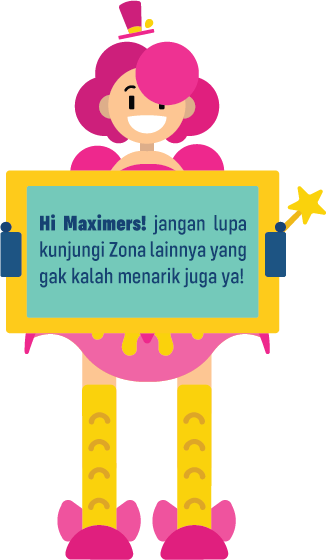 Hi Maximers! jangan lupa
kunjungi Zona lainnya yang
gak kalah menarik juga ya!